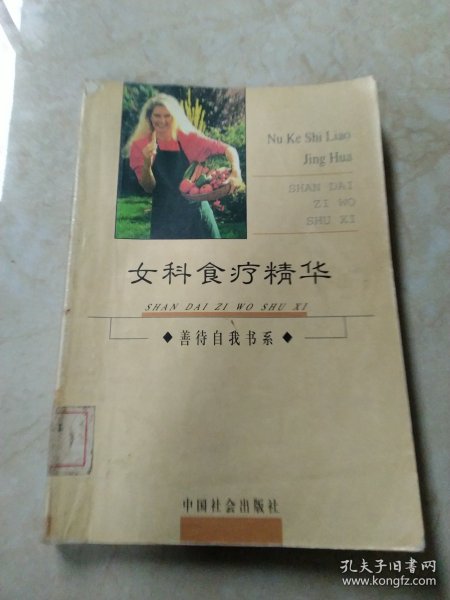 Nu Ke Shi Liao
Jing Hua
SHAN DAI
ZI WO
SHU XI
女科食疗精华
SHAN DAI ZI WO SHU XI
◆善待自我书系◆
中国社会出版社
孔夫子旧书网
www.kongfz.com